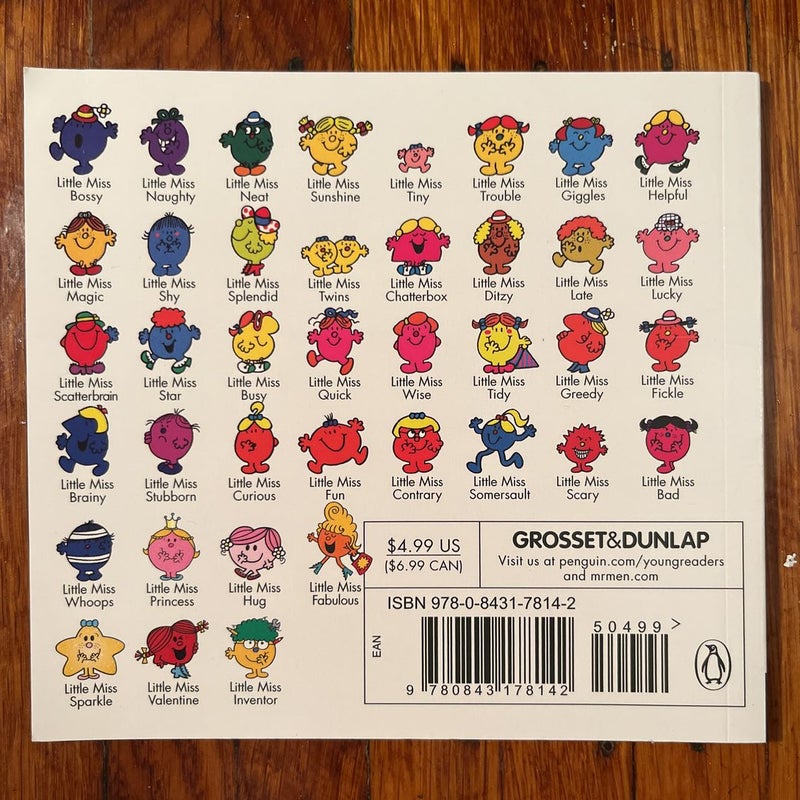 Little Miss Bossy
Little Miss Naughty
Little Miss Neat
Little Miss Sunshine
Little Miss Tiny
Little Miss Trouble
Little Miss Giggles
Little Miss Helpful
Little Miss Magic
Little Miss Shy
Little Miss Splendid
Little Miss Twins
Little Miss Chatterbox
Little Miss Ditzy
Little Miss Late
Little Miss Lucky
Little Miss Scatterbrain
Little Miss Star
Little Miss Busy
Little Miss Quick
Little Miss Wise
Little Miss Tidy
Little Miss Greedy
Little Miss Fickle
Little Miss Brainy
Little Miss Stubborn
Little Miss Curious
Little Miss Fun
Little Miss Contrary
Little Miss Somersault
Little Miss Scary
Little Miss Bad
Little Miss Whoops
Little Miss Princess
Little Miss Hug
Little Miss Fabulous
Little Miss Sparkle
Little Miss Valentine
Little Miss Inventor
$4.99 US
($6.99 CAN)
GROSSET&DUNLAP
Visit us at penguin.com/youngreaders
and mrmen.com
ISBN 978-0-8431-7814-2
50499>
EAN
9 780843 178142